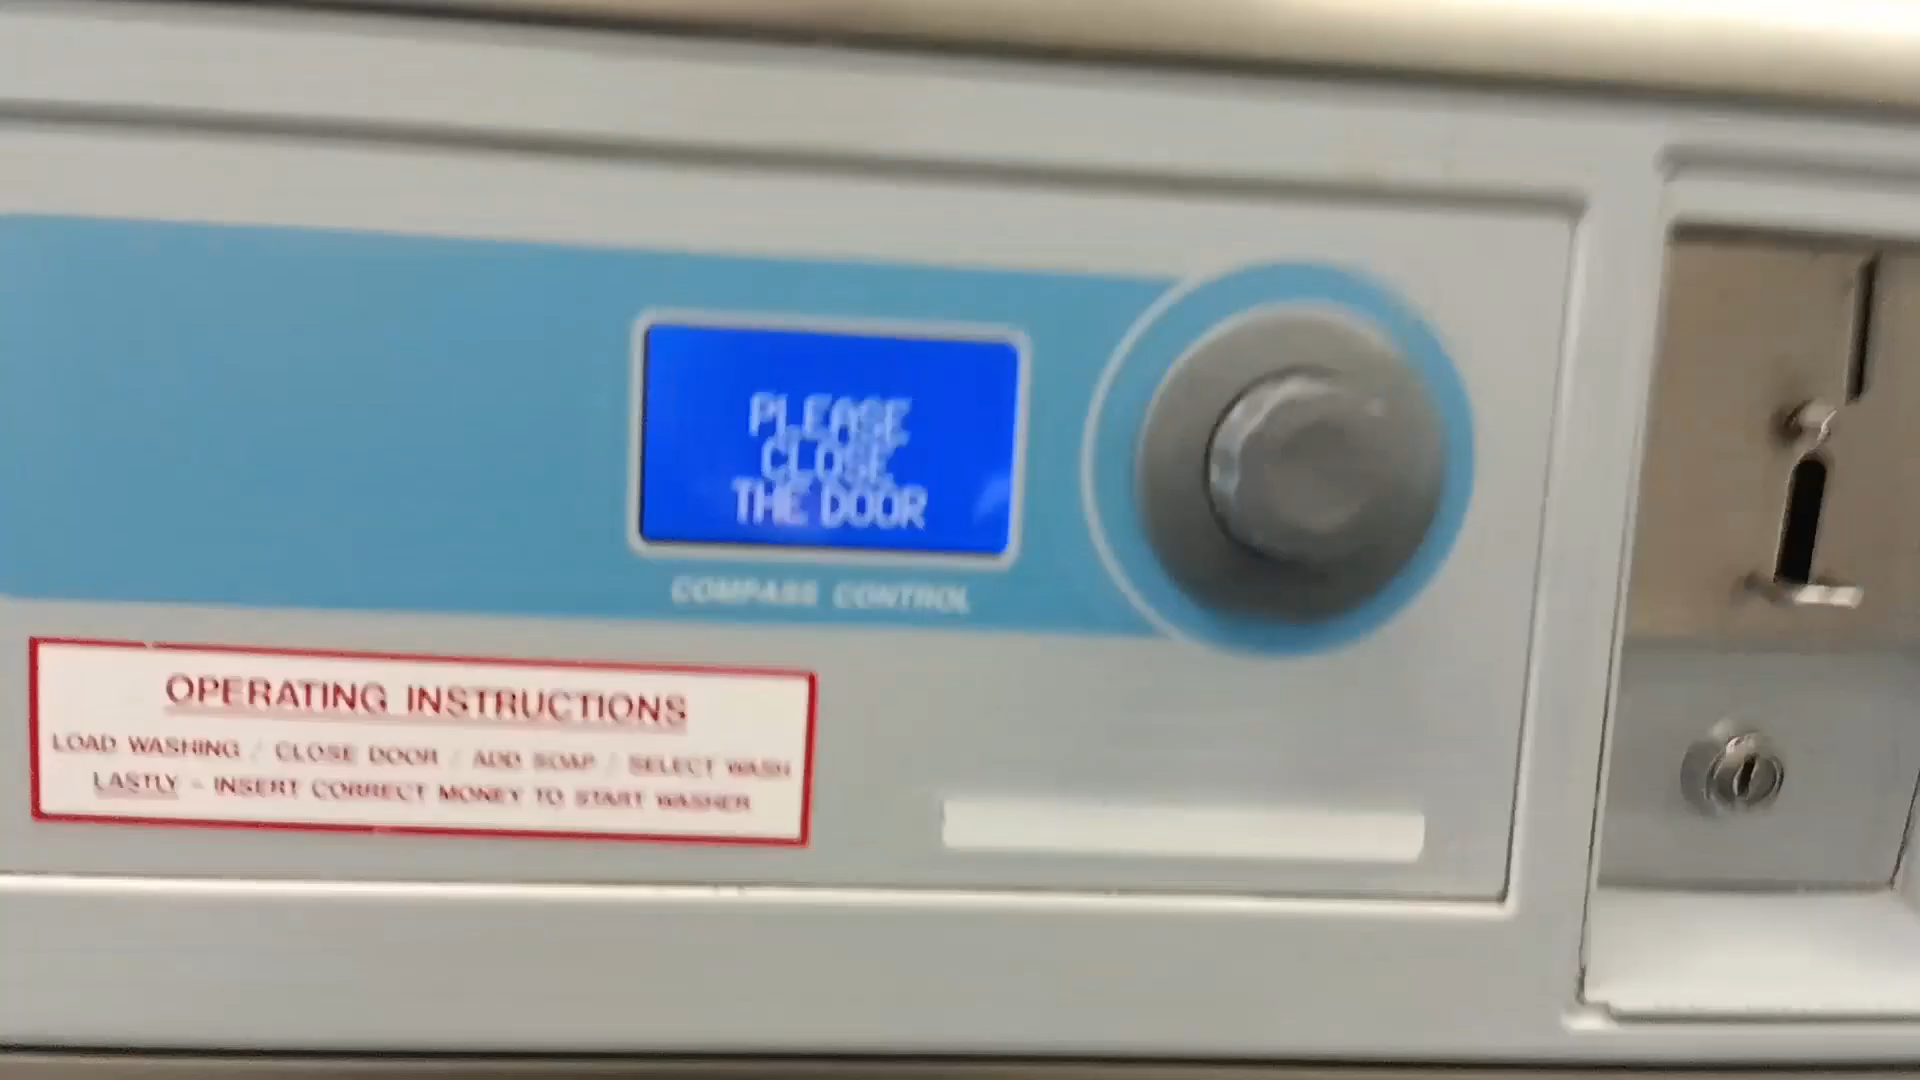 PLEASE
CLOSE
THE DOOR
COMPASS CONTROL
OPERATING INSTRUCTIONS
LOAD WASHING / CLOSE DOOR / ADD SOAP / SELECT WASH
LASTLY - INSERT CORRECT MONEY TO START WASHER